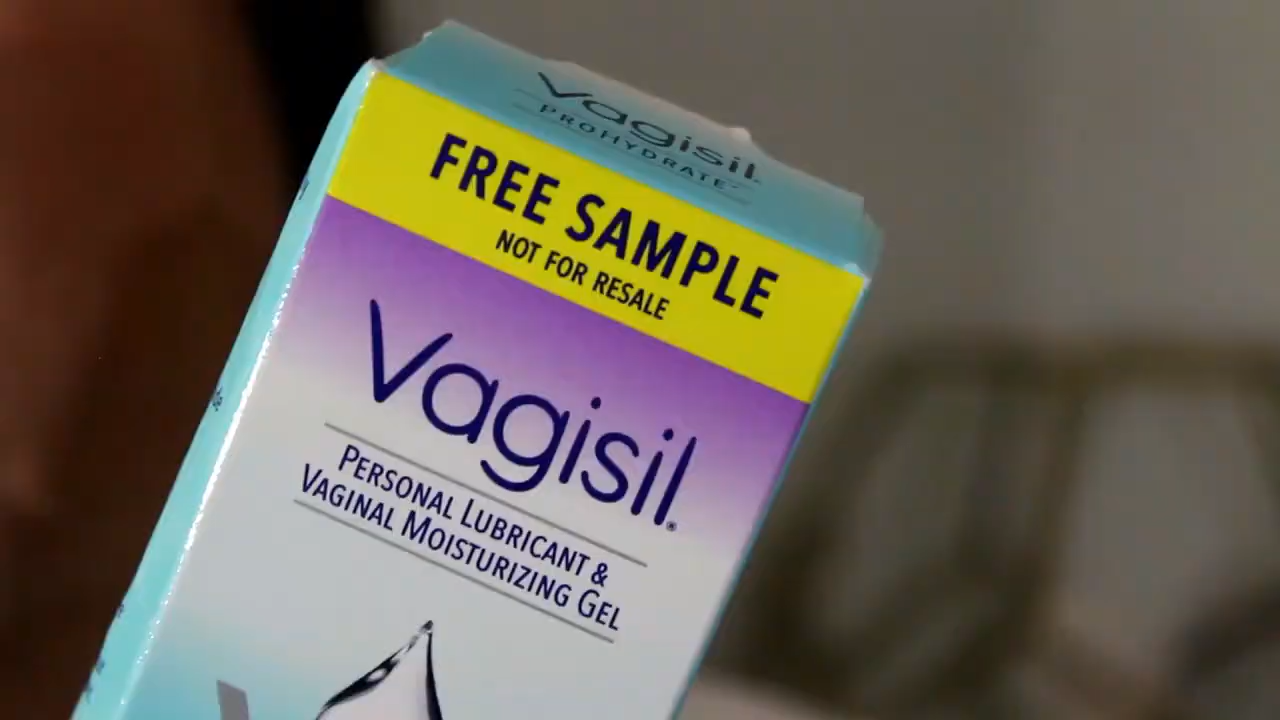 Vagisil
PROHYDRATE
FREE SAMPLE
NOT FOR RESALE
Vagisil®
PERSONAL LUBRICANT &
VAGINAL MOISTURIZING GEL